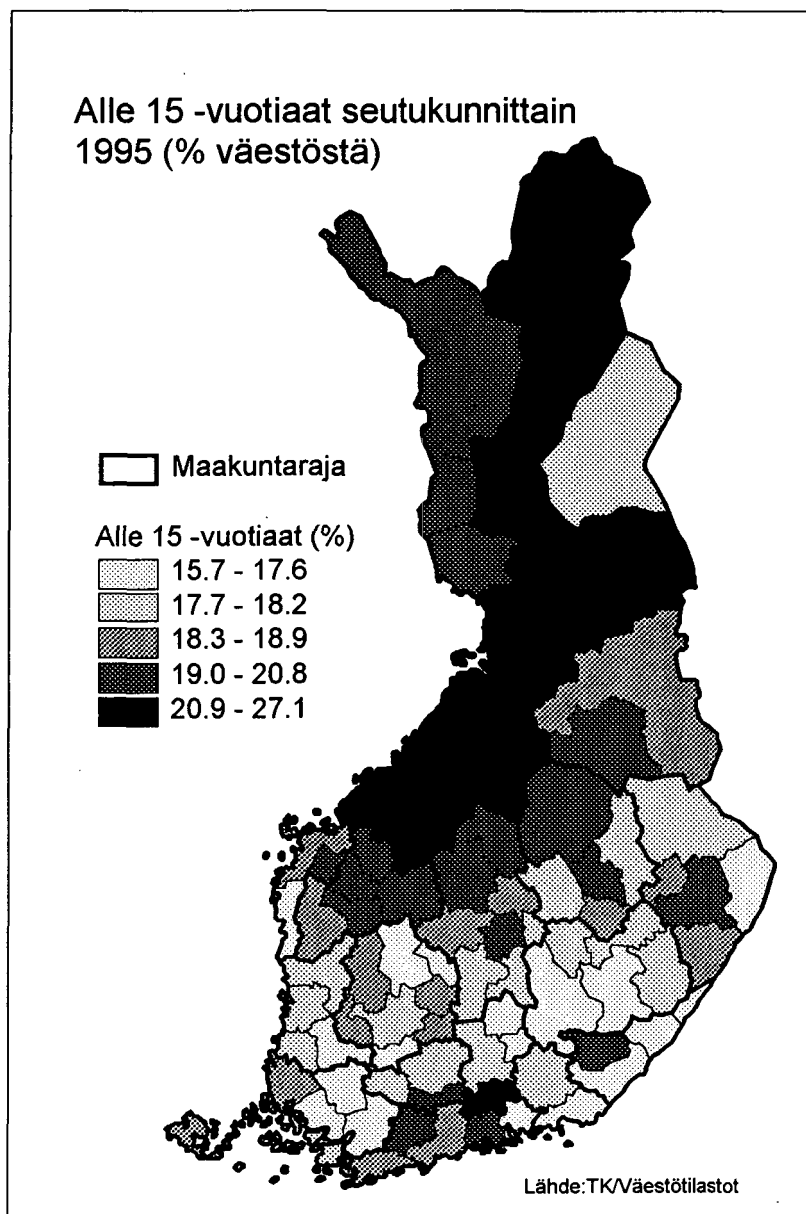 Alle 15 -vuotiaat seutukunnittain
1995 (% väestöstä)
Maakuntaraja
Alle 15 -vuotiaat (%)
15.7 - 17.6
17.7 - 18.2
18.3 - 18.9
19.0 - 20.8
20.9 - 27.1
Lähde:TK/Väestötilastot